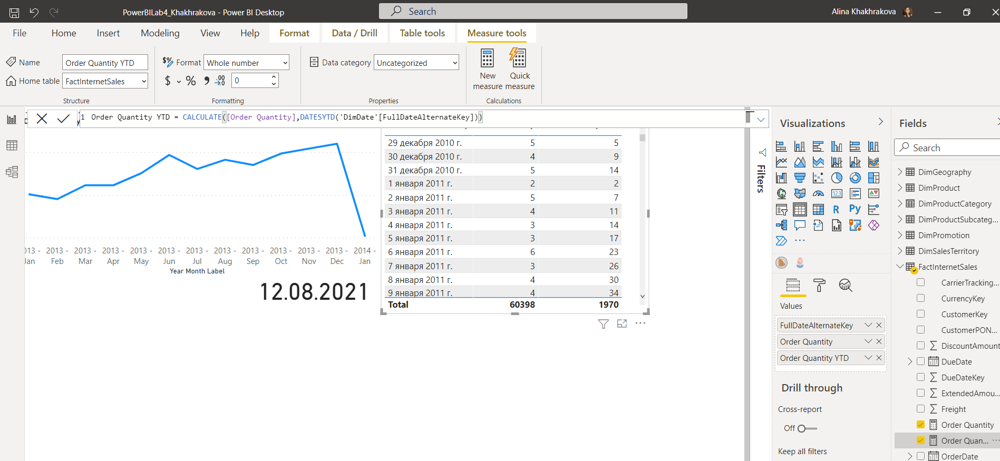 PowerBILab4_Khakhrakova - Power BI Desktop
Search
Alina Khakhrakova
File Home Insert Modeling View Help Format Data / Drill Table tools Measure tools
Name Order Quantity YTD
Home table FactInternetSales
Structure
$% Format Whole number
$ % , .00 0
Formatting
Data category Uncategorized
Properties
New measure
Quick measure
Calculations
1 Order Quantity YTD = CALCULATE([Order Quantity],DATESYTD('DimDate'[FullDateAlternateKey]))
2013 - Feb
2013 - Mar
2013 - Apr
2013 - May
2013 - Jun
2013 - Jul
2013 - Aug
2013 - Sep
2013 - Oct
2013 - Nov
2013 - Dec
2014 - Jan
Year Month Label
12.08.2021
29 декабря 2010 г. 5 5
30 декабря 2010 г. 4 9
31 декабря 2010 г. 5 14
1 января 2011 г. 2 2
2 января 2011 г. 5 7
3 января 2011 г. 4 11
4 января 2011 г. 3 14
5 января 2011 г. 3 17
6 января 2011 г. 6 23
7 января 2011 г. 3 26
8 января 2011 г. 4 30
9 января 2011 г. 4 34
Total 60398 1970
Filters
Visualizations
123
R Py
Values
FullDateAlternateKey
Order Quantity
Order Quantity YTD
Drill through
Cross-report
Off
Keep all filters
Fields
Search
DimGeography
DimProduct
DimProductCategory
DimProductSubcateg...
DimPromotion
DimSalesTerritory
FactInternetSales
CarrierTracking...
CurrencyKey
CustomerKey
CustomerPON...
DiscountAmount
DueDate
DueDateKey
ExtendedAmou...
Freight
Order Quantity
Order Quan... ...
OrderDate